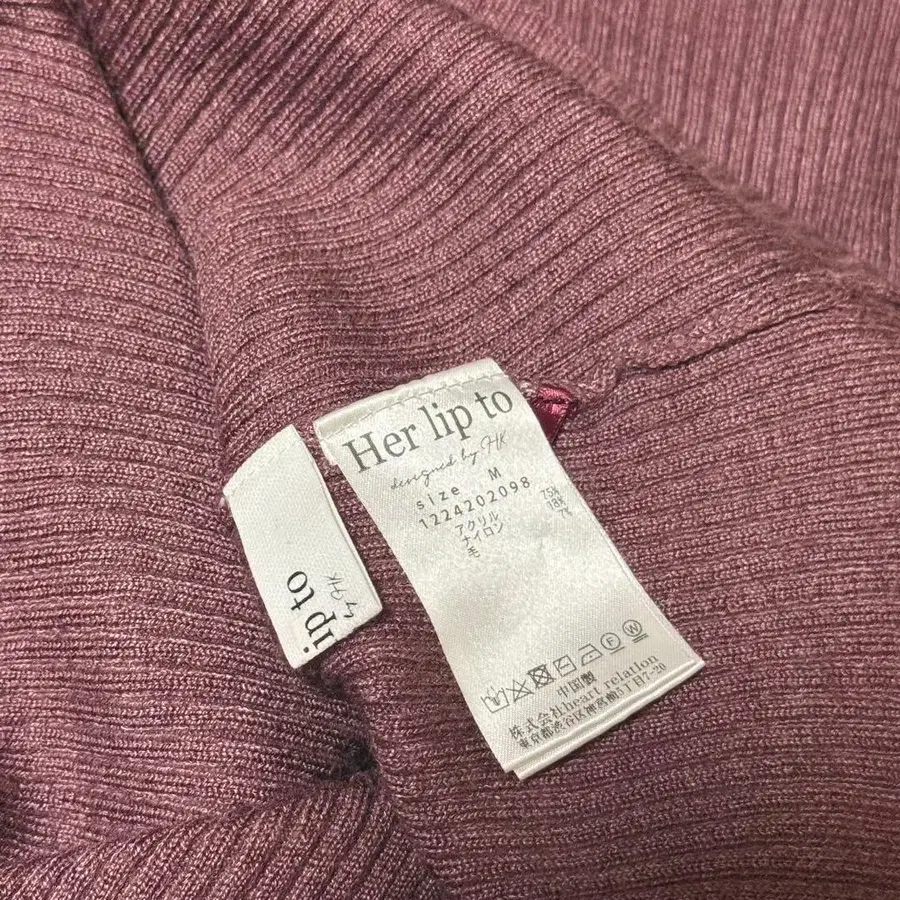 Her lip to
designed by HK
size M
1224202098
アクリル 75%
ナイロン 18%
毛 7%
中国製
株式会社heart relation
東京都渋谷区神宮前5丁目7-20
lip to
by HK